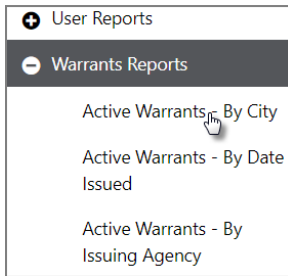 User Reports
Warrants Reports
Active Warrants - By City
Active Warrants - By Date
Issued
Active Warrants - By
Issuing Agency